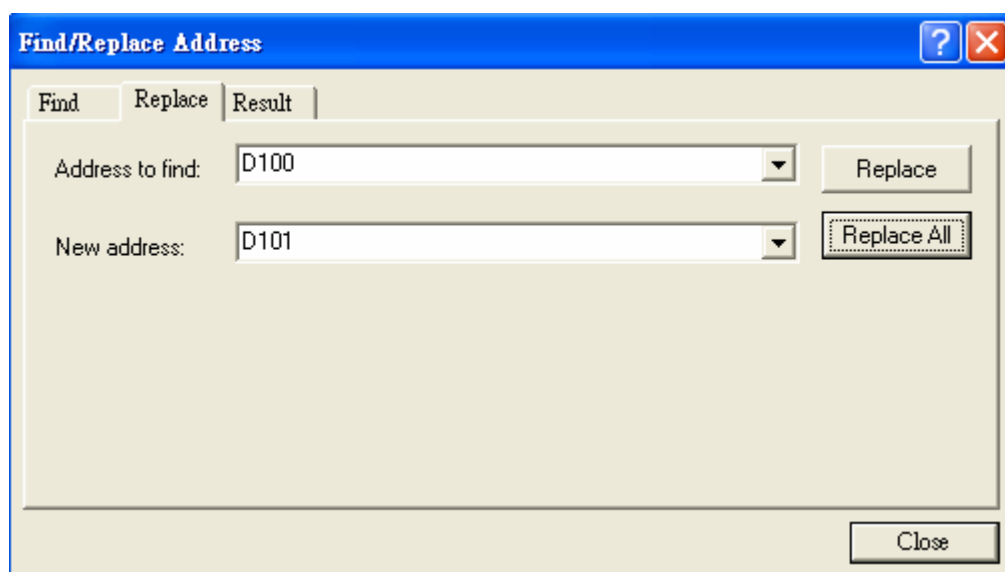 Find/Replace Address
Find Replace Result
Address to find: D100 Replace
New address: D101 Replace All
Close